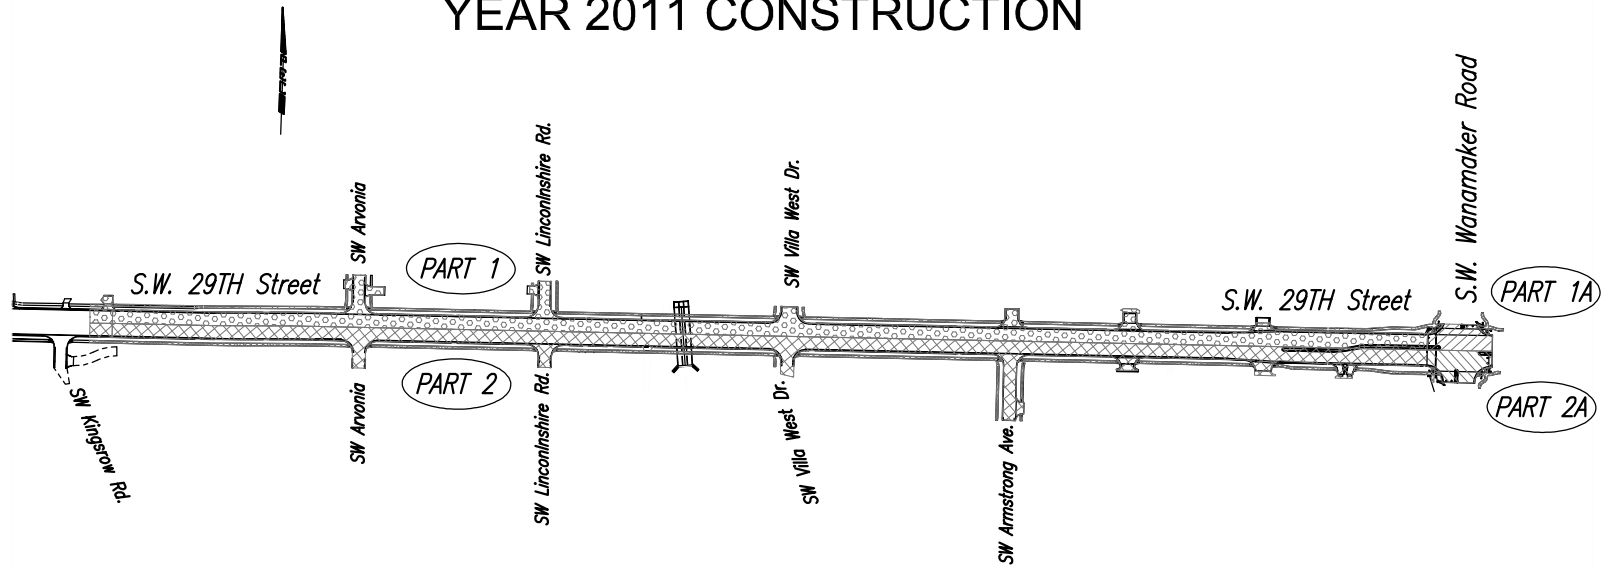 YEAR 2011 CONSTRUCTION
S.W. Wanamaker Road
SW Linconlnshire Rd.
SW Villa West Dr.
SW Arvonia
PART 1
S.W. 29TH Street
S.W. 29TH Street
PART 1A
PART 2
PART 2A
SW Kingsrow Rd.
SW Arvonia
SW Linconlnshire Rd.
SW Villa West Dr.
SW Armstrong Ave.